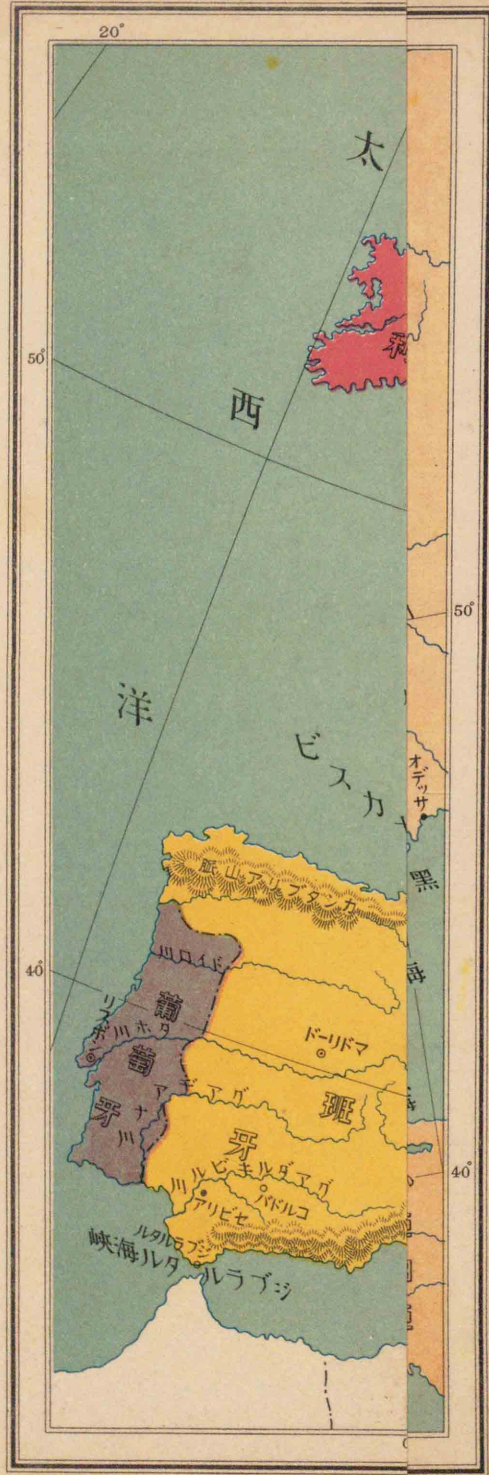 20°
太
50°
西
50°
洋
ビスカヤ
オデッサ
黑海
カンタブリア山脈
ドイロ川
40°
リスボン
タホ川
葡萄牙
マドリード
班牙
グアヂアナ川
グアダルキビル川
コルドバ
セビリア
40°
ジブラルタル
ジブラルタル海峡